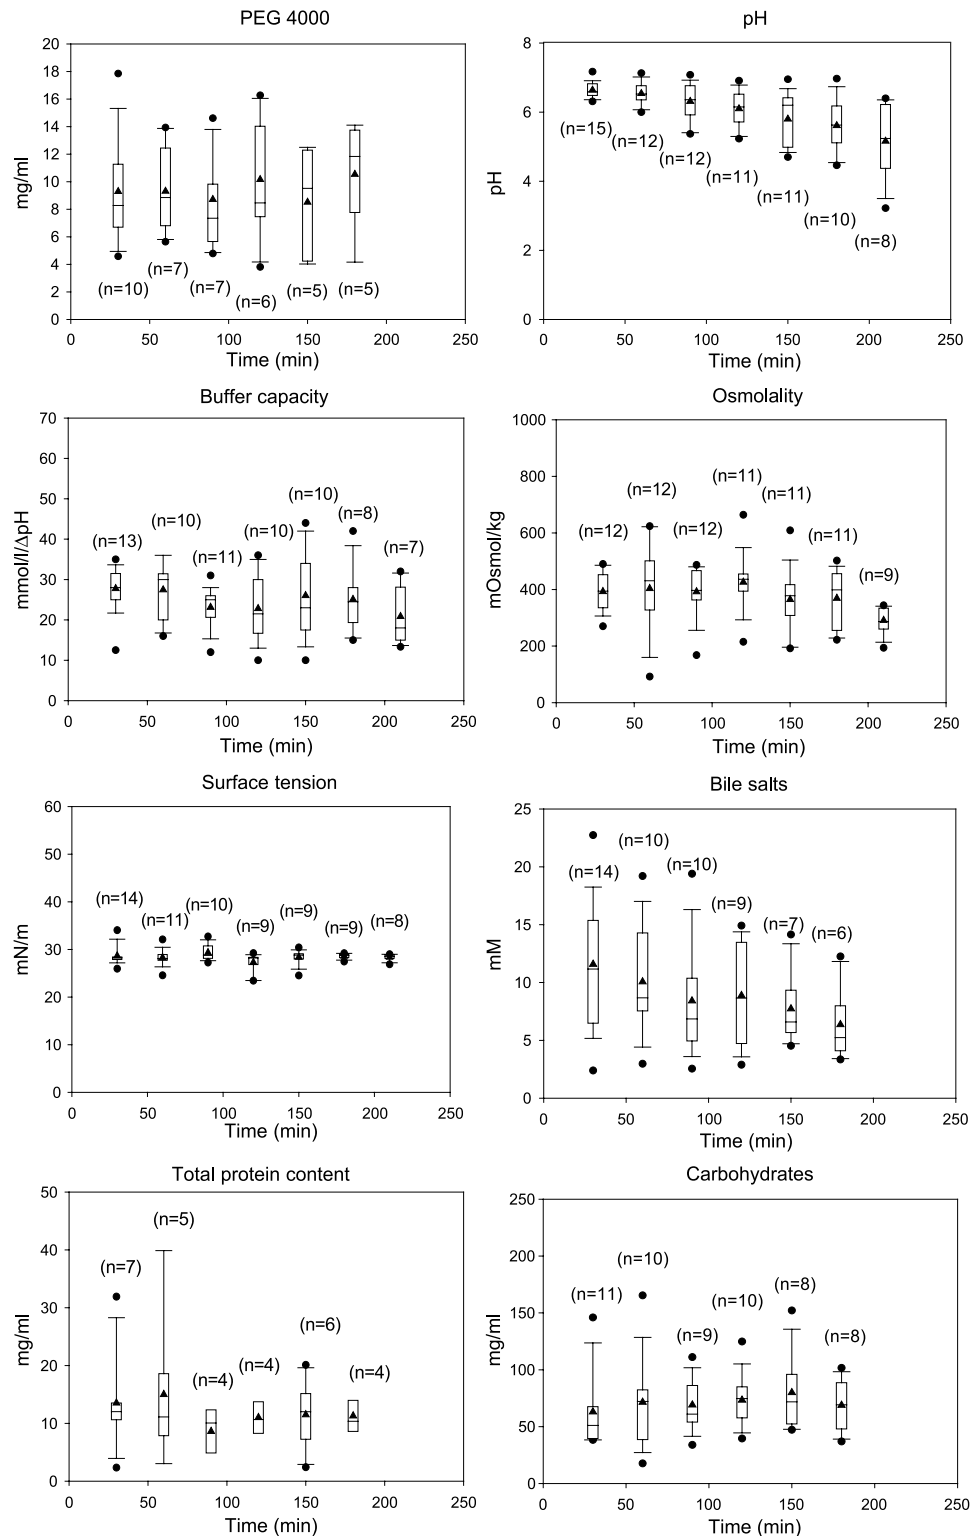 PEG 4000
20
18
16
14
12
10
8
6
4
2
0
mg/ml
(n=10)
(n=7)
(n=7)
(n=6)
(n=5)
(n=5)
0 50 100 150 200 250
Time (min)
pH
8
6
4
2
0
pH
(n=15)
(n=12)
(n=12)
(n=11)
(n=11)
(n=10)
(n=8)
0 50 100 150 200 250
Time (min)
Buffer capacity
70
60
50
40
30
20
10
0
mmol/l/ΔpH
(n=13)
(n=10)
(n=11)
(n=10)
(n=10)
(n=8)
(n=7)
0 50 100 150 200 250
Time (min)
Osmolality
1000
800
600
400
200
0
mOsmol/kg
(n=12)
(n=12)
(n=12)
(n=11)
(n=11)
(n=11)
(n=9)
0 50 100 150 200 250
Time (min)
Surface tension
60
50
40
30
20
10
0
mN/m
(n=14)
(n=11)
(n=10)
(n=9)
(n=9)
(n=9)
(n=8)
0 50 100 150 200 250
Time (min)
Bile salts
25
20
15
10
5
0
mM
(n=14)
(n=10)
(n=10)
(n=9)
(n=7)
(n=6)
0 50 100 150 200 250
Time (min)
Total protein content
50
40
30
20
10
0
mg/ml
(n=7)
(n=5)
(n=4)
(n=4)
(n=6)
(n=4)
0 50 100 150 200 250
Time (min)
Carbohydrates
250
200
150
100
50
0
mg/ml
(n=11)
(n=10)
(n=9)
(n=10)
(n=8)
(n=8)
0 50 100 150 200 250
Time (min)